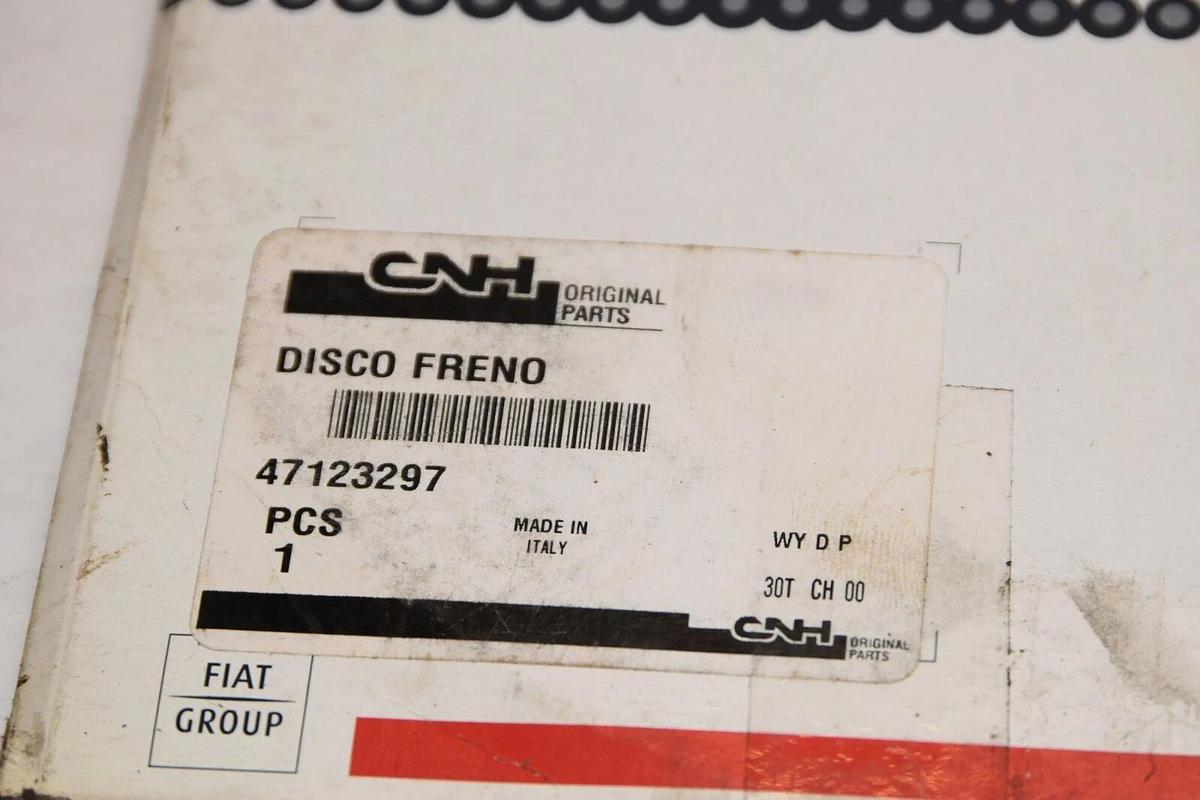 CNH
ORIGINAL
PARTS
DISCO FRENO
47123297
PCS
1
MADE IN
ITALY
WY D P
30T CH 00
CNH
ORIGINAL
PARTS
FIAT
GROUP